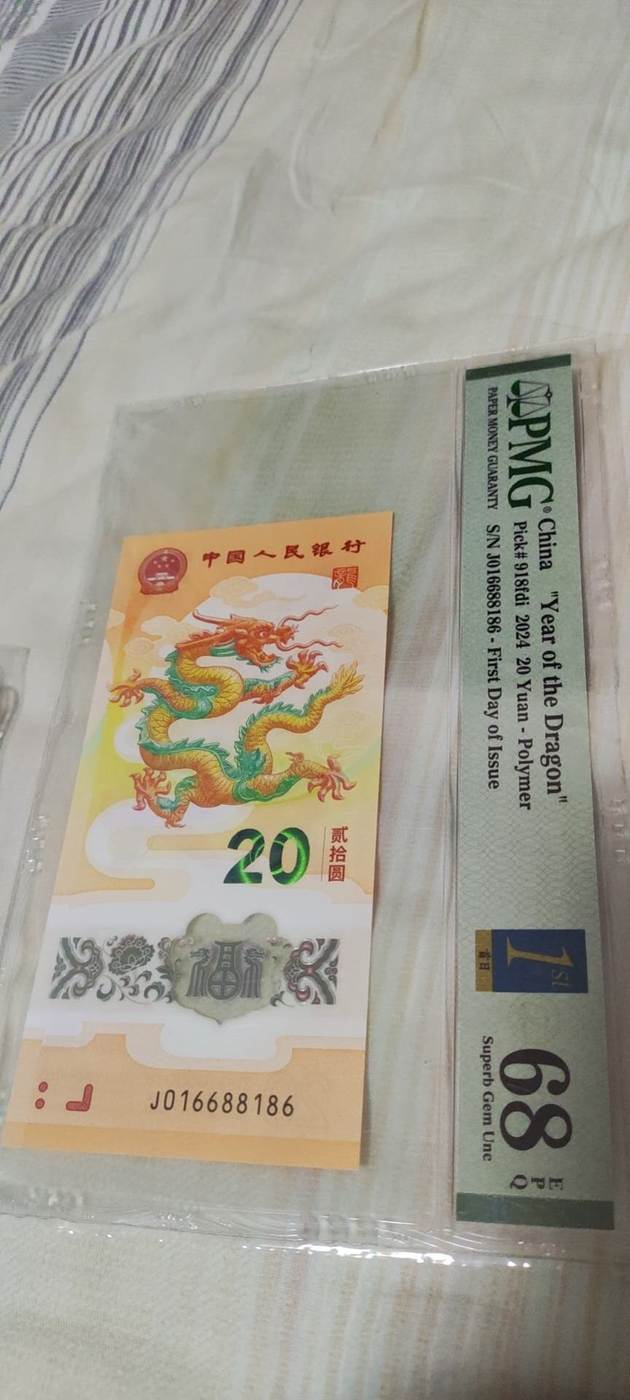 PMG®
PAPER MONEY GUARANTY
China "Year of the Dragon"
Pick# 918fdi 2024 20 Yuan - Polymer
S/N J016688186 - First Day of Issue
1st
首日
68
EPQ
Superb Gem Unc
中国人民银行
20
贰拾圆
福
J016688186